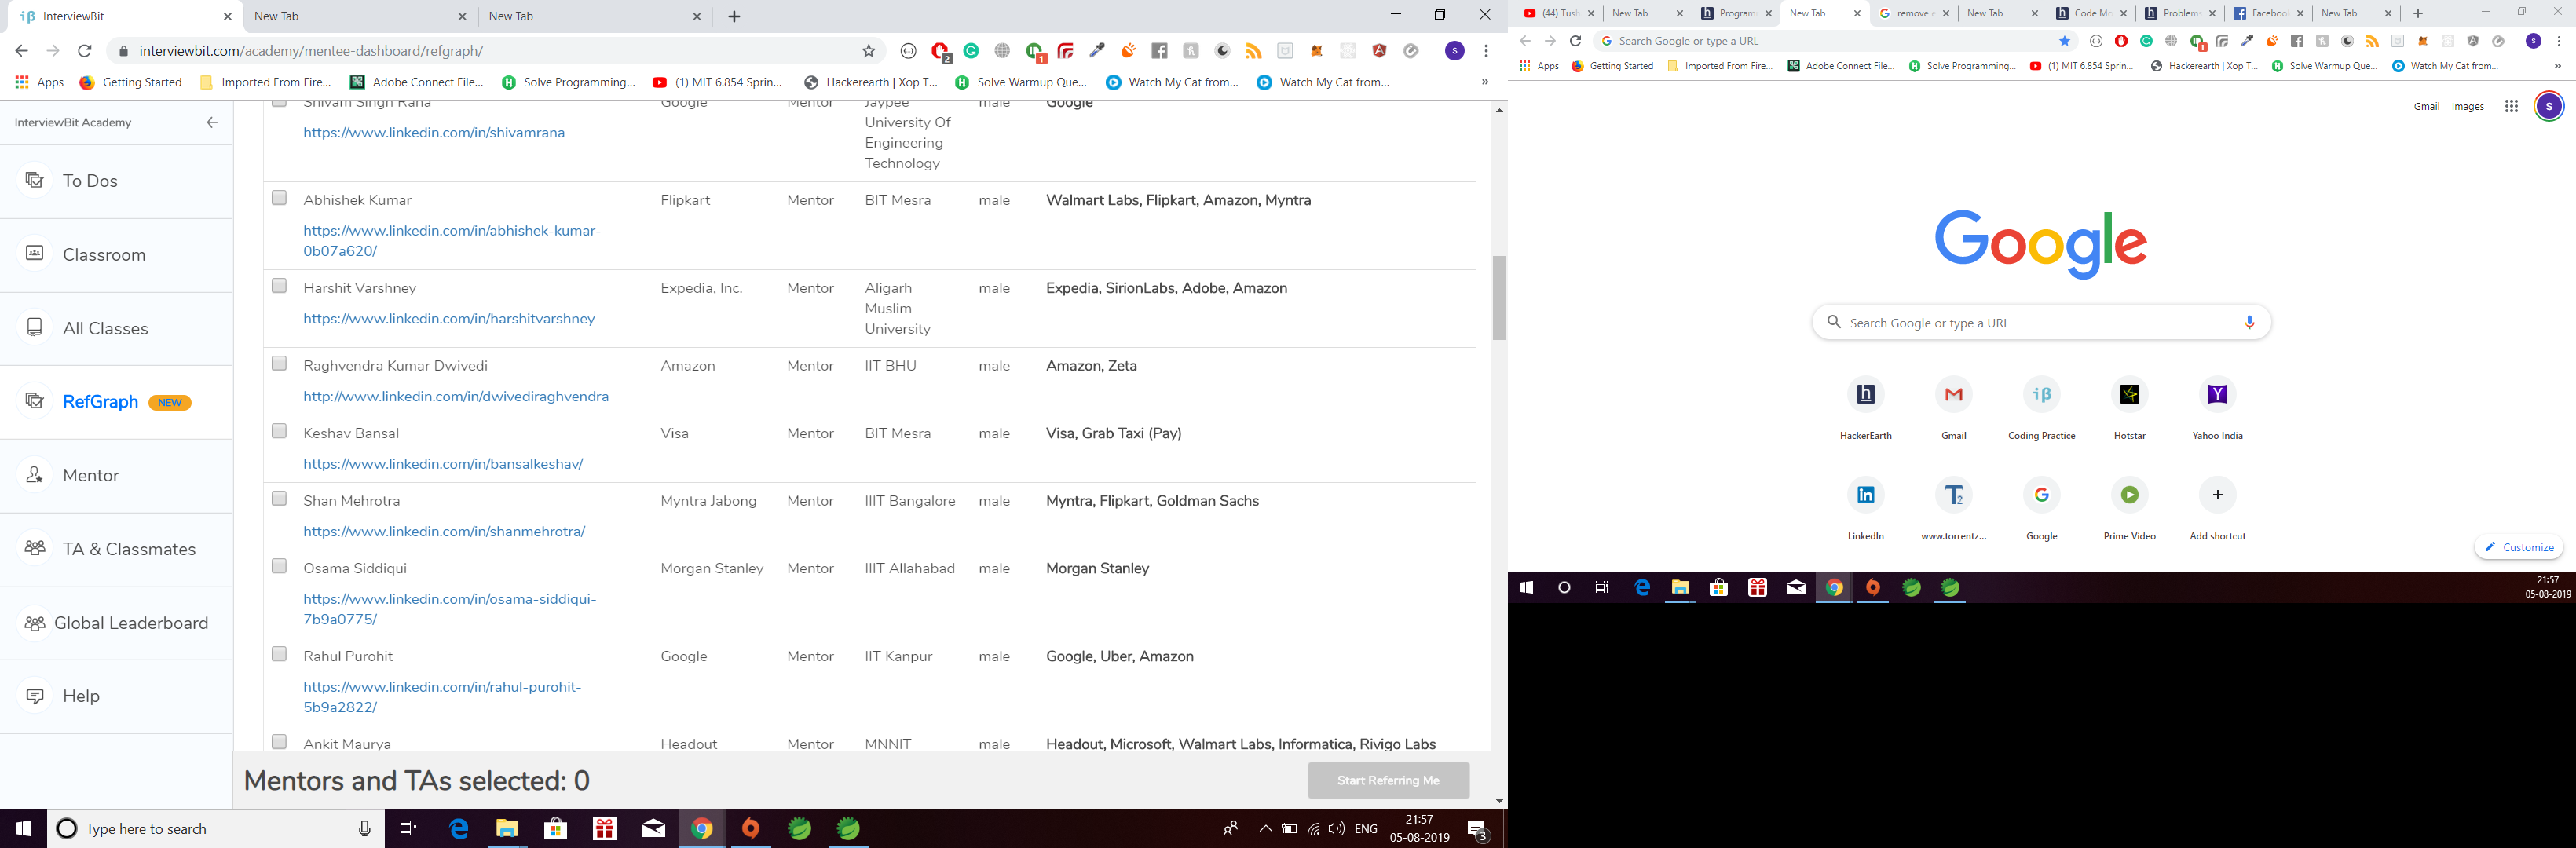 InterviewBit
New Tab
New Tab
interviewbit.com/academy/mentee-dashboard/refgraph/
Apps
Getting Started
Imported From Fire...
Adobe Connect File...
Solve Programming...
(1) MIT 6.854 Sprin...
Hackerearth | Xop T...
Solve Warmup Que...
Watch My Cat from...
Watch My Cat from...
»
InterviewBit Academy
To Dos
Classroom
All Classes
RefGraph NEW
Mentor
TA & Classmates
Global Leaderboard
Help
Shivam Singh Rana Google Mentor Jaypee male Google
https://www.linkedin.com/in/shivamrana University Of
Engineering
Technology
Abhishek Kumar Flipkart Mentor BIT Mesra male Walmart Labs, Flipkart, Amazon, Myntra
https://www.linkedin.com/in/abhishek-kumar-
0b07a620/
Harshit Varshney Expedia, Inc. Mentor Aligarh male Expedia, SirionLabs, Adobe, Amazon
Muslim
https://www.linkedin.com/in/harshitvarshney University
Raghvendra Kumar Dwivedi Amazon Mentor IIT BHU male Amazon, Zeta
http://www.linkedin.com/in/dwivediraghvendra
Keshav Bansal Visa Mentor BIT Mesra male Visa, Grab Taxi (Pay)
https://www.linkedin.com/in/bansalkeshav/
Shan Mehrotra Myntra Jabong Mentor IIIT Bangalore male Myntra, Flipkart, Goldman Sachs
https://www.linkedin.com/in/shanmehrotra/
Osama Siddiqui Morgan Stanley Mentor IIIT Allahabad male Morgan Stanley
https://www.linkedin.com/in/osama-siddiqui-
7b9a0775/
Rahul Purohit Google Mentor IIT Kanpur male Google, Uber, Amazon
https://www.linkedin.com/in/rahul-purohit-
5b9a2822/
Ankit Maurya Headout Mentor MNNIT male Headout, Microsoft, Walmart Labs, Informatica, Rivigo Labs
Mentors and TAs selected: 0
Start Referring Me
Type here to search
ENG
21:57
05-08-2019
3
(44) Tush
New Tab
Program
New Tab
remove
New Tab
Code Mo
Problem
Facebook
New Tab
Search Google or type a URL
Apps
Getting Started
Imported From Fire...
Adobe Connect File...
Solve Programming...
(1) MIT 6.854 Sprin...
Hackerearth | Xop T...
Solve Warmup Que...
Watch My Cat from...
»
Gmail Images S
Google
Search Google or type a URL
HackerEarth
Gmail
Coding Practice
Hotstar
Yahoo India
LinkedIn
www.torrentz...
Google
Prime Video
Add shortcut
Customize
21:57
05-08-2019